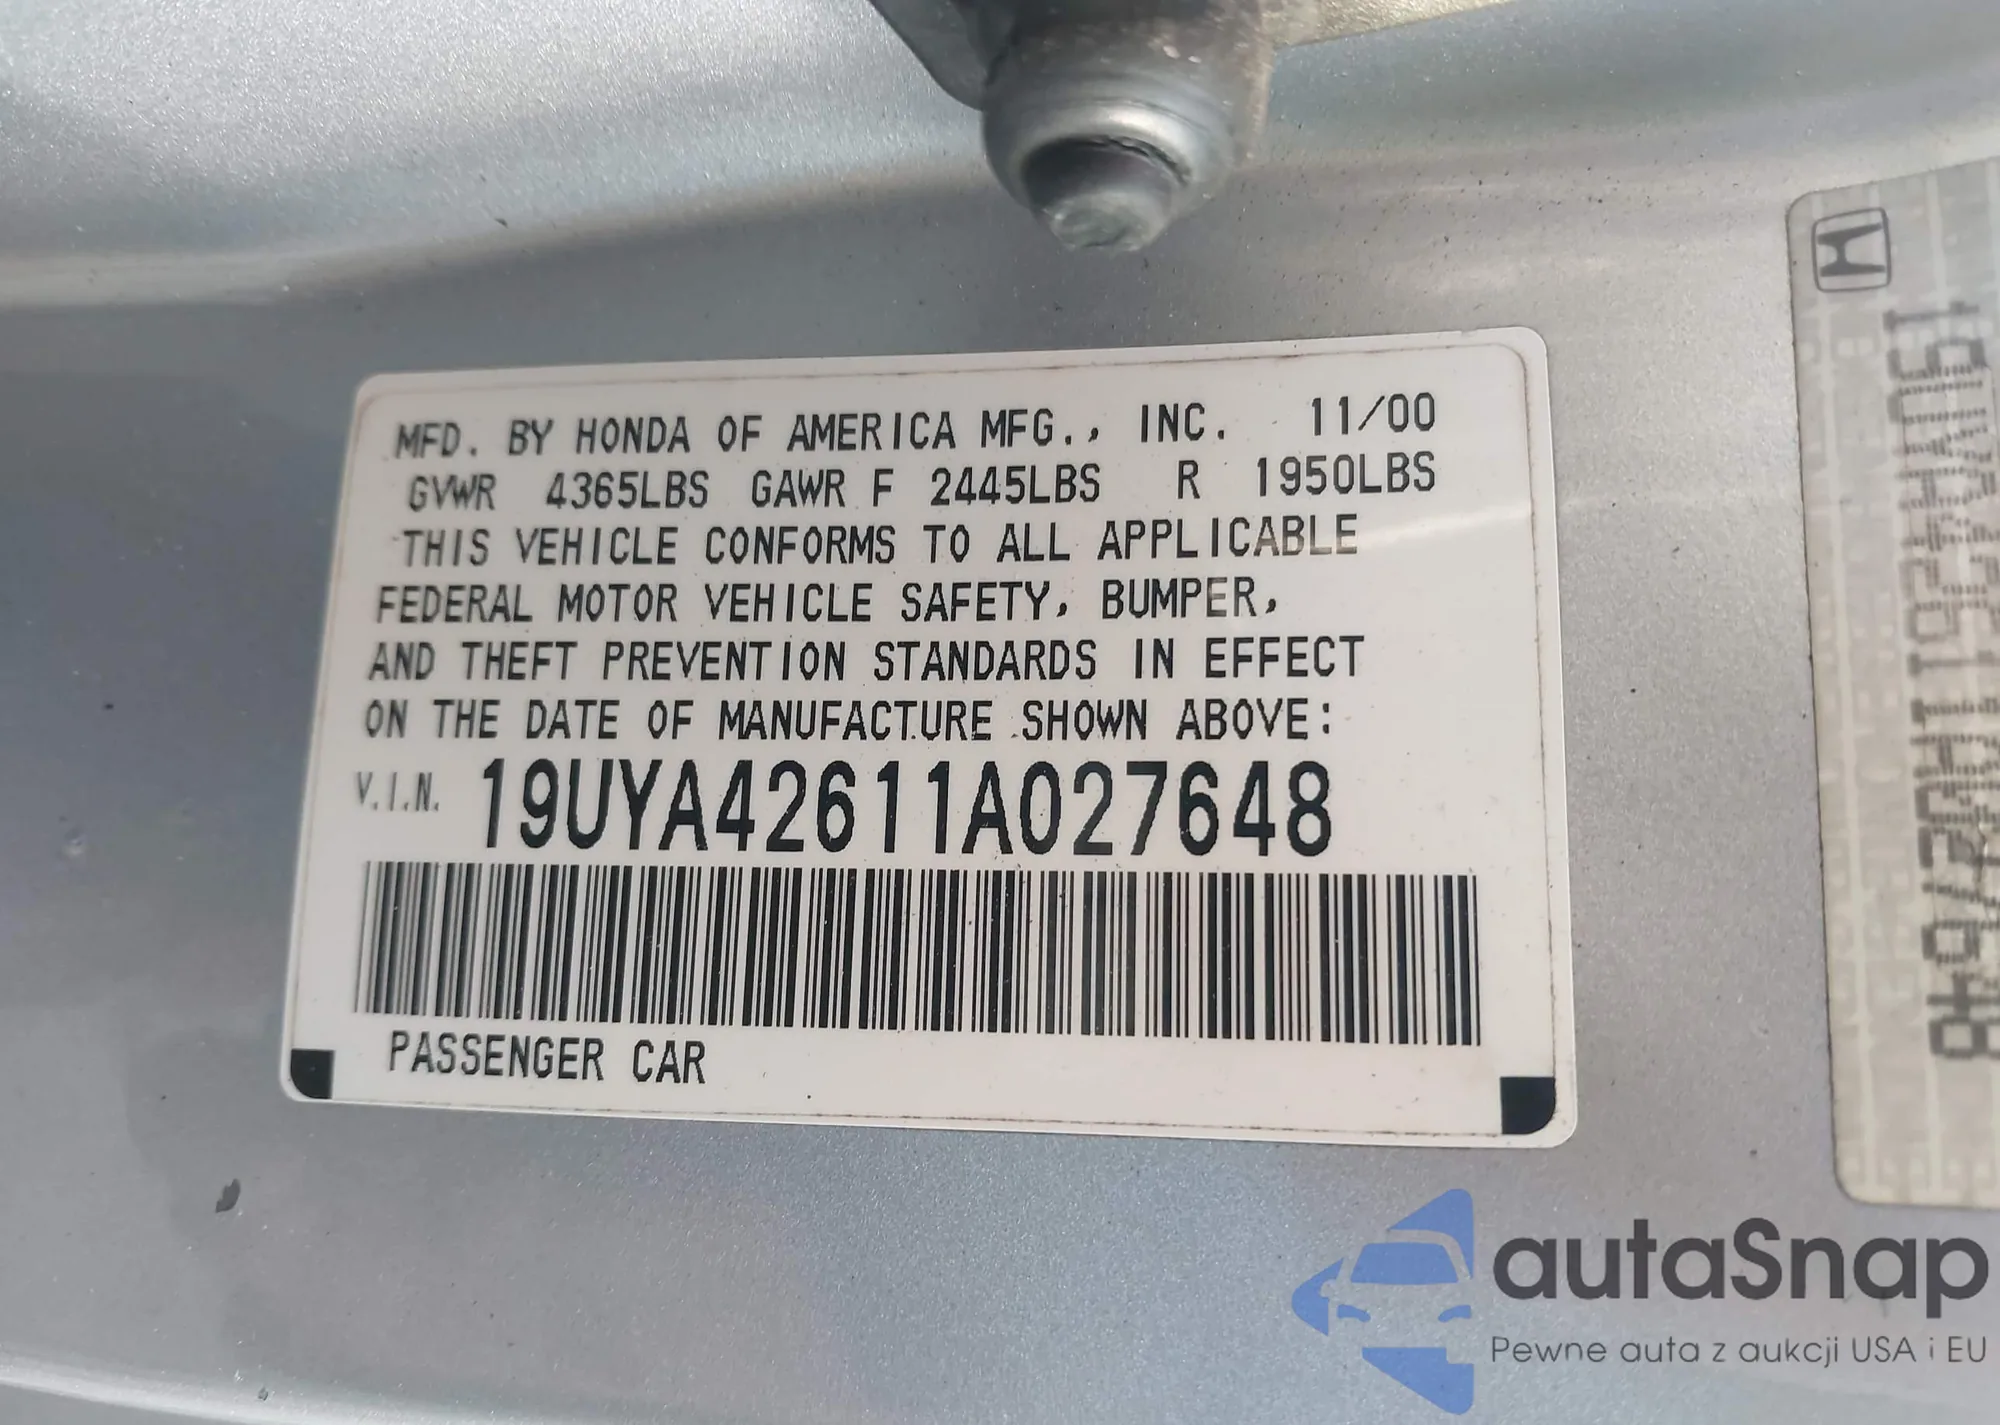 MFD. BY HONDA OF AMERICA MFG., INC. 11/00
GVWR 4365LBS GAWR F 2445LBS R 1950LBS
THIS VEHICLE CONFORMS TO ALL APPLICABLE
FEDERAL MOTOR VEHICLE SAFETY, BUMPER,
AND THEFT PREVENTION STANDARDS IN EFFECT
ON THE DATE OF MANUFACTURE SHOWN ABOVE:
V.I.N. 19UYA42611A027648
PASSENGER CAR
autaSnap
Pewne auta z aukcji USA i EU